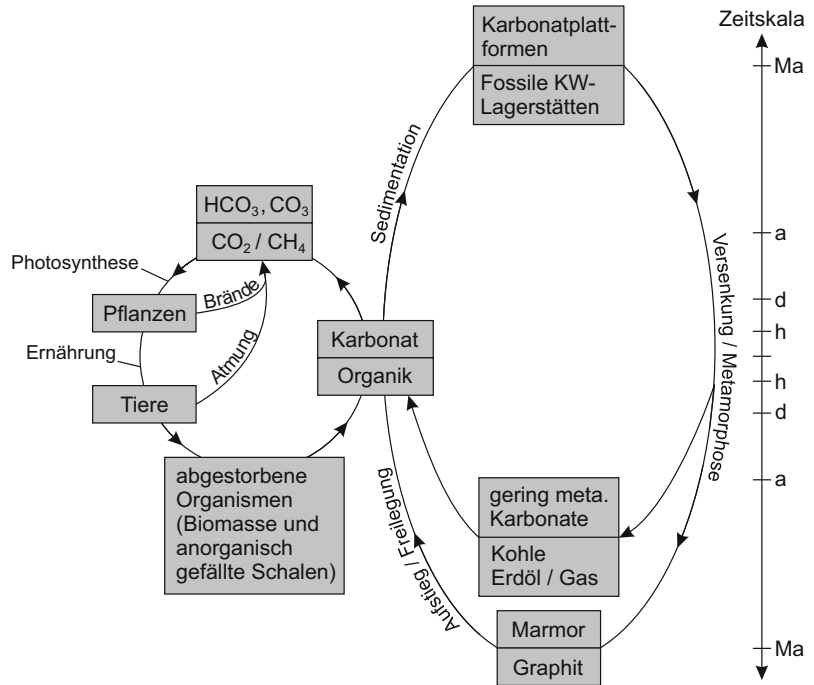 Zeitskala
Karbonatplatt-
formen
Fossile KW-
Lagerstätten
Ma
Sedimentation
HCO₃, CO₃
CO₂ / CH₄
a
Photosynthese
Versenkung / Metamorphose
Brände
Pflanzen
d
h
Karbonat
Organik
Ernährung
Atmung
Tiere
h
d
abgestorbene
Organismen
(Biomasse und
anorganisch
gefällte Schalen)
Aufstieg / Freilegung
gering meta.
Karbonate
Kohle
Erdöl / Gas
a
Marmor
Graphit
Ma